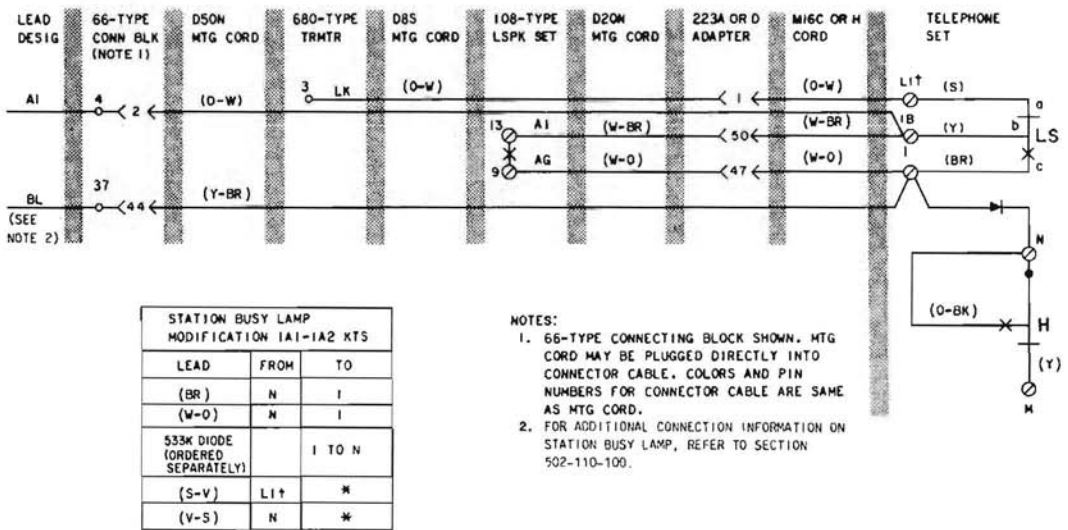 LEAD DESIG
66-TYPE CONN BLK (NOTE 1)
D50N MTG CORD
680-TYPE TRMTR
D8S MTG CORD
108-TYPE LSPK SET
D20N MTG CORD
223A OR D ADAPTER
M16C OR H CORD
TELEPHONE SET
A1
4
2
(O-W)
3
LK
(O-W)
1
(O-W)
L1†
(S)
a
13
A1
(W-BR)
50
(W-BR)
1B
(Y)
b
LS
9
AG
(W-O)
47
(W-O)
1
(BR)
c
BL
37
44
(Y-BR)
(SEE NOTE 2)
N
(O-BK)
H
(Y)
M
STATION BUSY LAMP
MODIFICATION 1A1-1A2 KTS
LEAD FROM TO
(BR) N 1
(W-O) N 1
533K DIODE (ORDERED SEPARATELY) 1 TO N
(S-V) L1† *
(V-S) N *
NOTES:
1. 66-TYPE CONNECTING BLOCK SHOWN. MTG
CORD MAY BE PLUGGED DIRECTLY INTO
CONNECTOR CABLE. COLORS AND PIN
NUMBERS FOR CONNECTOR CABLE ARE SAME
AS MTG CORD.
2. FOR ADDITIONAL CONNECTION INFORMATION ON
STATION BUSY LAMP, REFER TO SECTION
502-110-100.